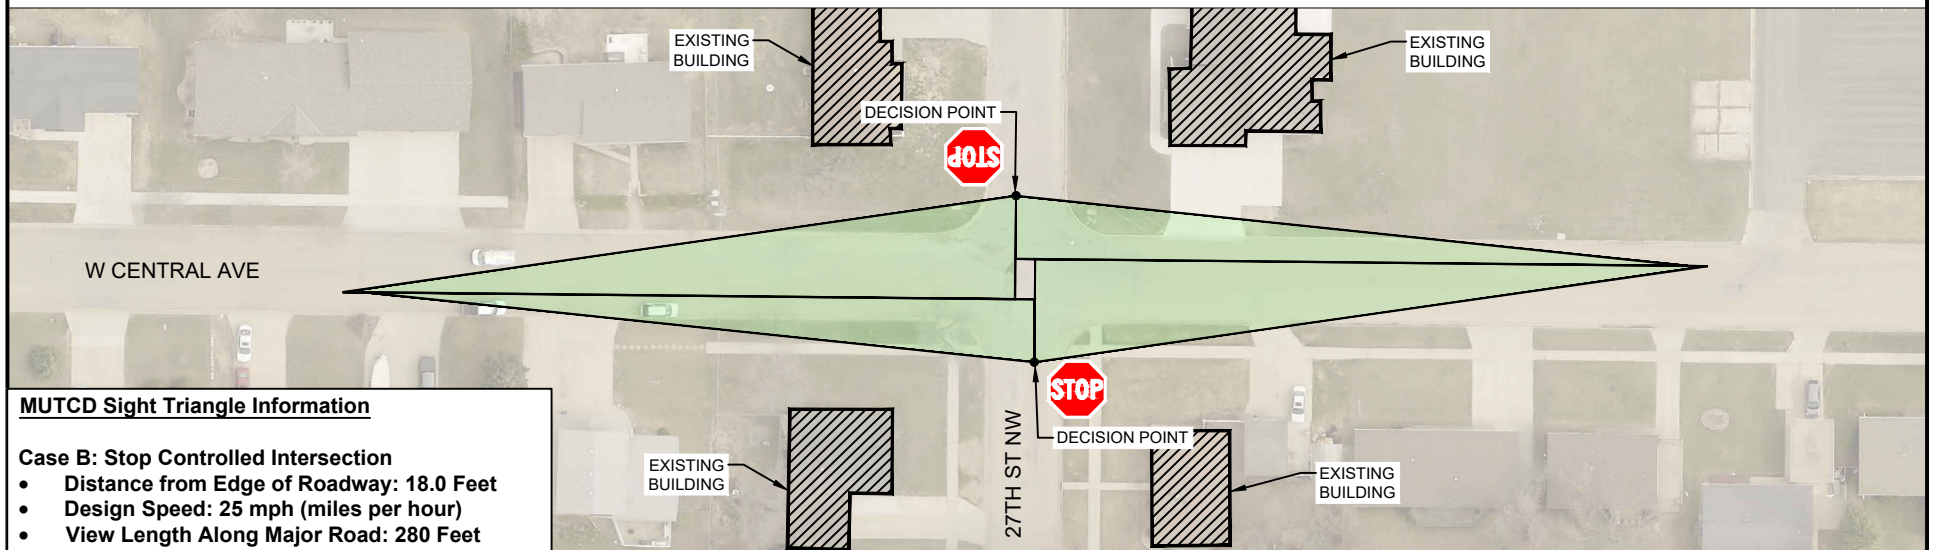 EXISTING
BUILDING
EXISTING
BUILDING
DECISION POINT
STOP
W CENTRAL AVE
STOP
DECISION POINT
27TH ST NW
EXISTING
BUILDING
EXISTING
BUILDING
MUTCD Sight Triangle Information
Case B: Stop Controlled Intersection
• Distance from Edge of Roadway: 18.0 Feet
• Design Speed: 25 mph (miles per hour)
• View Length Along Major Road: 280 Feet